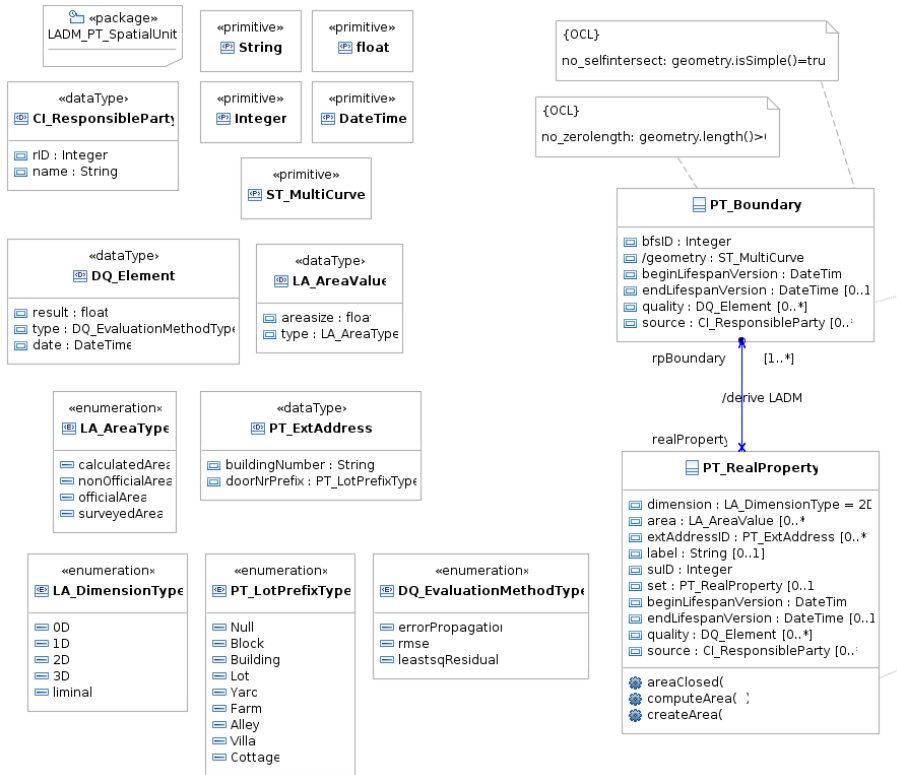 «package»
LADM_PT_SpatialUnit
«primitive»
String
«primitive»
float
{OCL}
no_selfintersect: geometry.isSimple()=tru
«dataType»
CI_ResponsibleParty
rID : Integer
name : String
«primitive»
Integer
«primitive»
DateTime
{OCL}
no_zerolength: geometry.length()>(
«primitive»
ST_MultiCurve
PT_Boundary
bfsID : Integer
/geometry : ST_MultiCurve
beginLifespanVersion : DateTim
endLifespanVersion : DateTime [0..1
quality : DQ_Element [0..*]
source : CI_ResponsibleParty [0..
«dataType»
DQ_Element
result : float
type : DQ_EvaluationMethodType
date : DateTime
«dataType»
LA_AreaValue
areasize : floa
type : LA_AreaType
rpBoundary [1..*]
/derive LADM
realProperty
«enumeration»
LA_AreaType
calculatedArea
nonOfficialArea
officialArea
surveyedArea
«dataType»
PT_ExtAddress
buildingNumber : String
doorNrPrefix : PT_LotPrefixType
PT_RealProperty
dimension : LA_DimensionType = 2D
area : LA_AreaValue [0..*
extAddressID : PT_ExtAddress [0..*
label : String [0..1]
suID : Integer
set : PT_RealProperty [0..1
beginLifespanVersion : DateTim
endLifespanVersion : DateTime [0..1
quality : DQ_Element [0..*]
source : CI_ResponsibleParty [0..
areaClosed(
computeArea( )
createArea(
«enumeration»
LA_DimensionType
0D
1D
2D
3D
liminal
«enumeration»
PT_LotPrefixType
Null
Block
Building
Lot
Yard
Farm
Alley
Villa
Cottage
«enumeration»
DQ_EvaluationMethodType
errorPropagation
rmse
leastsqResidual